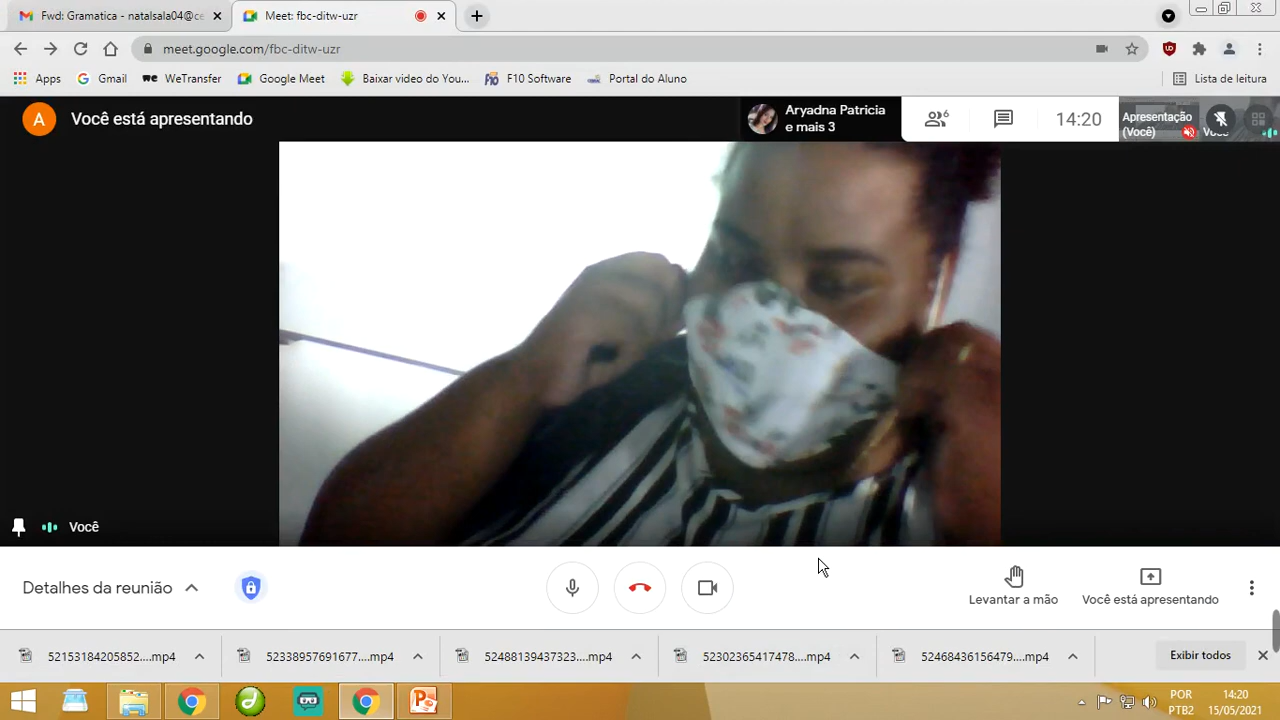 Fwd: Gramatica - natalsala04@ce
Meet: fbc-ditw-uzr
meet.google.com/fbc-ditw-uzr
Apps
Gmail
WeTransfer
Google Meet
Baixar video do You...
F10 Software
Portal do Aluno
Lista de leitura
A
Você está apresentando
Aryadna Patricia
e mais 3
6
14:20
Apresentação
(Você)
Você
Você
Detalhes da reunião
Levantar a mão
Você está apresentando
52153184205852....mp4
52338957691677....mp4
52488139437323....mp4
52302365417478....mp4
52468436156479....mp4
Exibir todos
POR
PTB2
14:20
15/05/2021